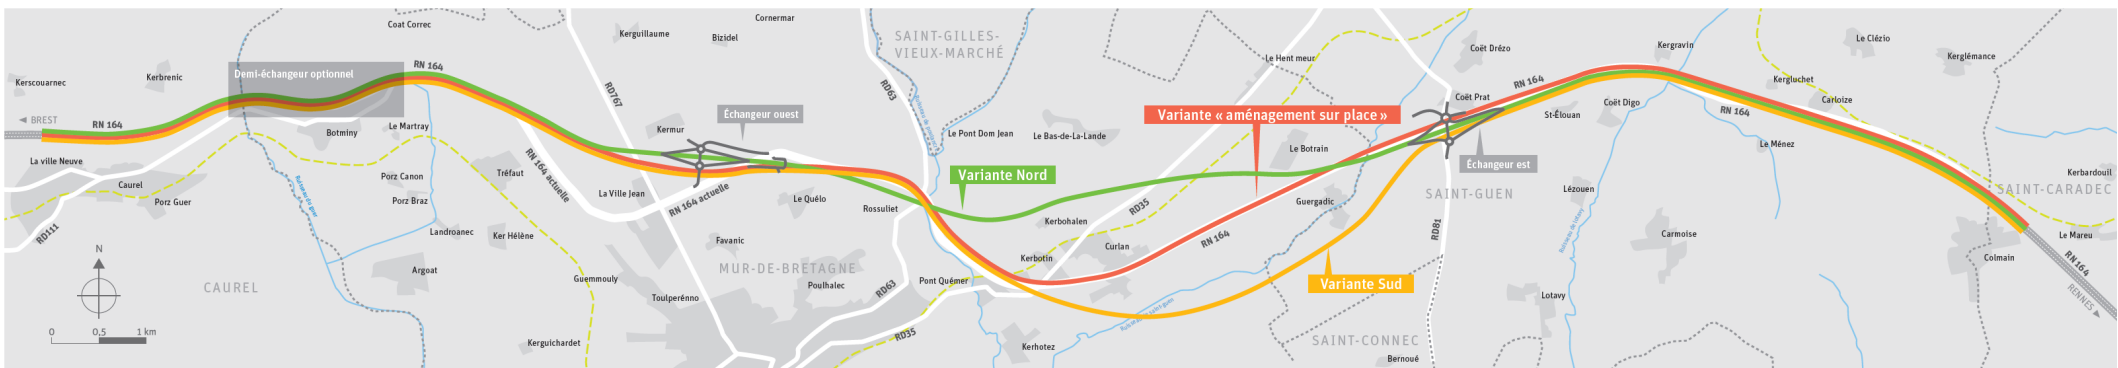 Coat Correc
Cornermar
Kerguillaume
Bizidel
SAINT-GILLES-
VIEUX-MARCHÉ
Le Hent meur
Coët Drézo
Kergravin
Le Clézio
Kerglémance
Kerscouarnec
Kerbrenic
Demi-échangeur optionnel
RN 164
RD767
RD63
RN 164
Kergluchet
Carloize
Coët Prat
Coët Digo
St-Élouan
RN 164
BREST
RN 164
Botminy
Le Martray
Échangeur ouest
Kermur
Variante « aménagement sur place »
Le Pont Dom Jean
Le Bas-de-La-Lande
Le Botrain
Échangeur est
Le Ménez
La ville Neuve
Caurel
Porz Guer
RD111
Porz Canon
Porz Braz
Tréfaut
RN 164 actuelle
La Ville Jean
RN 164 actuelle
Le Quélo
Rossuliet
Variante Nord
RD35
Kerbohalen
Guergadic
SAINT-GUEN
Lézouen
Kerbardouil
SAINT-CARADEC
Landroanec
Ker Hélène
Favanic
RN 164
Curlan
RD81
Carmoise
Le Mareu
N
Argoat
Guemmouly
MUR-DE-BRETAGNE
Poulhalec
Kerbotin
Pont Quémer
Colmain
RN 164
CAUREL
Toulperénno
RD63
Variante Sud
Lotavy
RENNES
0 0,5 1 km
Kerguichardet
RD35
Kerhotez
SAINT-CONNEC
Bernoué